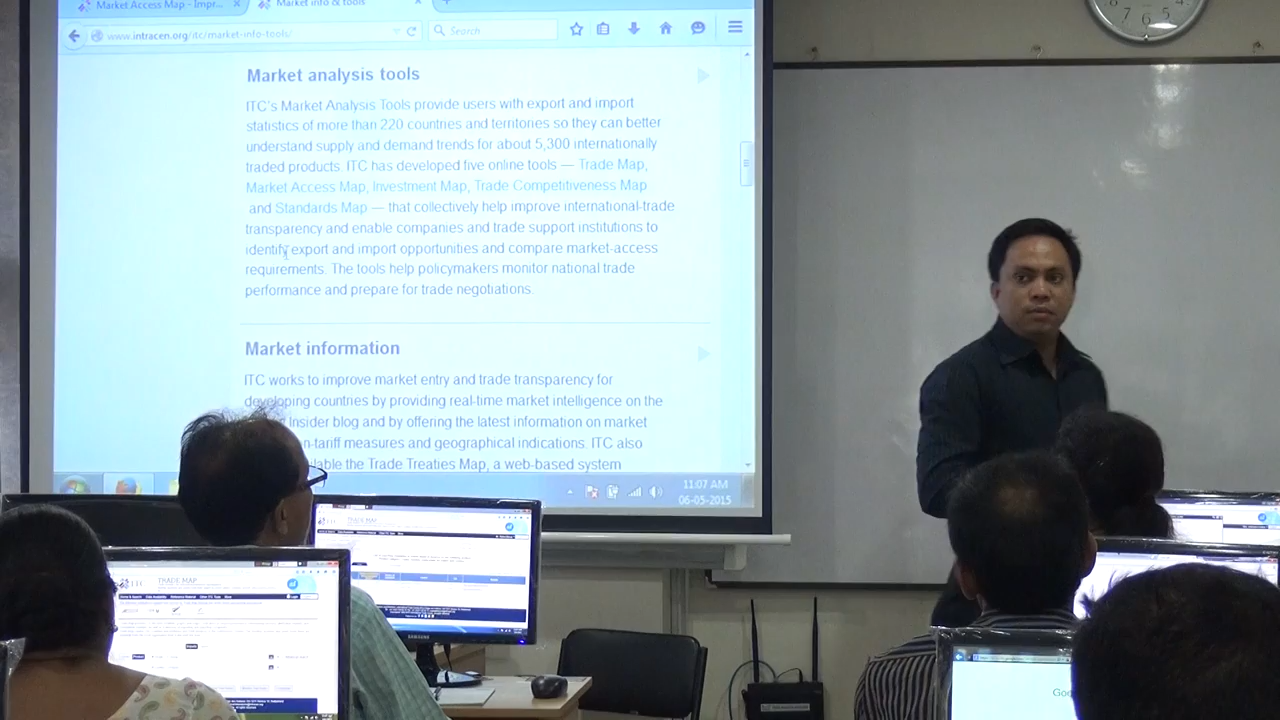 Market Access Map - Impr...
Market info & tools
www.intracen.org/itc/market-info-tools/
Search
Market analysis tools
ITC's Market Analysis Tools provide users with export and import
statistics of more than 220 countries and territories so they can better
understand supply and demand trends for about 5,300 internationally
traded products. ITC has developed five online tools — Trade Map,
Market Access Map, Investment Map, Trade Competitiveness Map
and Standards Map — that collectively help improve international-trade
transparency and enable companies and trade support institutions to
identify export and import opportunities and compare market-access
requirements. The tools help policymakers monitor national trade
performance and prepare for trade negotiations.
Market information
ITC works to improve market entry and trade transparency for
developing countries by providing real-time market intelligence on the
Insider blog and by offering the latest information on market
n-tariff measures and geographical indications. ITC also
lable the Trade Treaties Map, a web-based system
11:07 AM
06-05-2015
7 6 5
TRADE MAP
SAMSUNG
ITC TRADE MAP
Goo